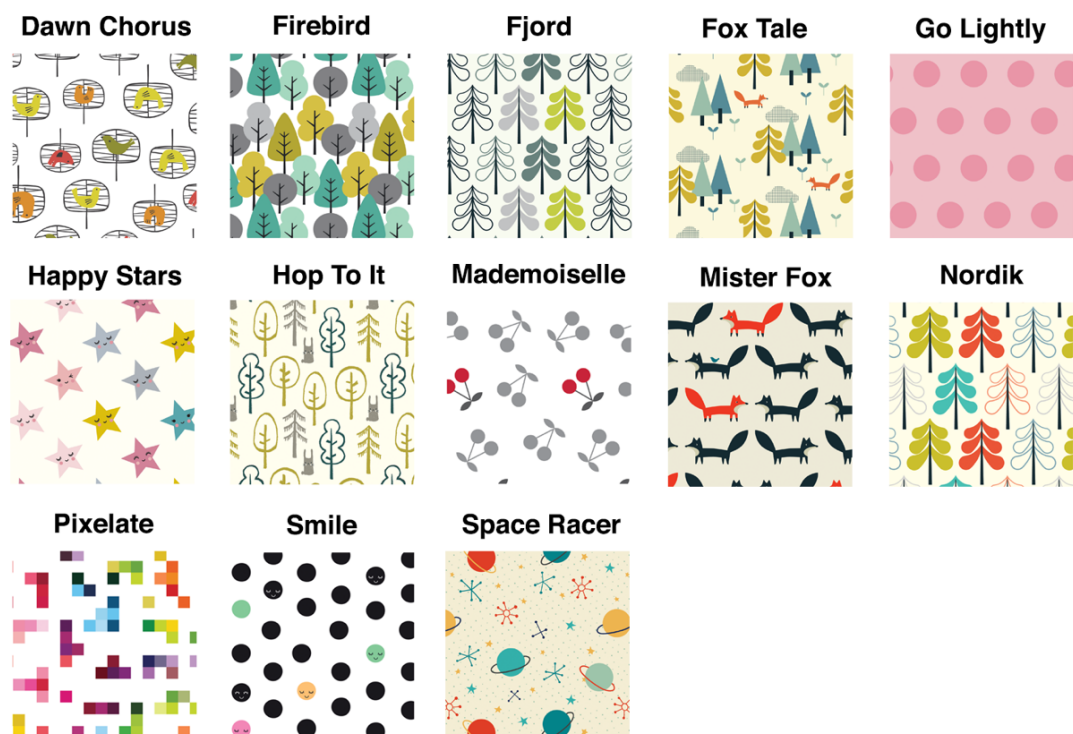 Dawn Chorus
Firebird
Fjord
Fox Tale
Go Lightly
Happy Stars
Hop To It
Mademoiselle
Mister Fox
Nordik
Pixelate
Smile
Space Racer